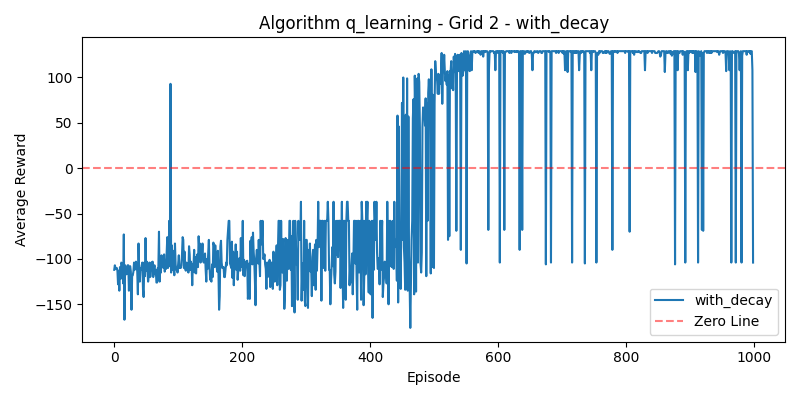 Algorithm q_learning - Grid 2 - with_decay
Average Reward
100
50
0
−50
−100
−150
0
200
400
600
800
1000
Episode
with_decay
Zero Line